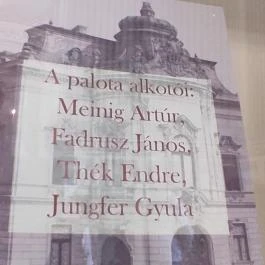 A palota alkotói:
Meinig Artúr,
Fadrusz János,
Thék Endre,
Jungfer Gyula